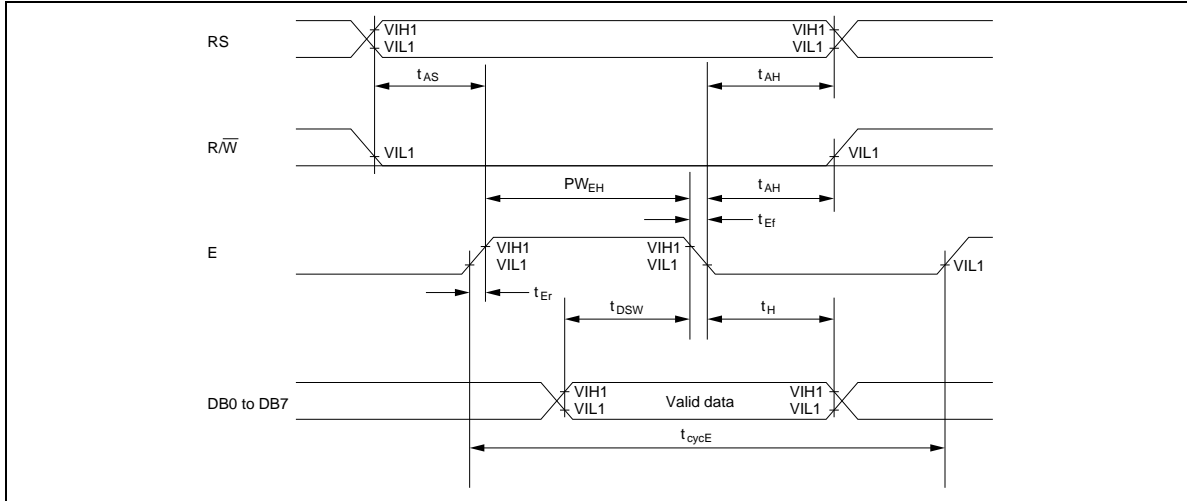 RS
VIH1
VIL1
VIH1
VIL1
tAS
tAH
R/W̅
VIL1
VIL1
PWEH
tAH
tEf
E
VIH1
VIL1
VIH1
VIL1
VIL1
tEr
tDSW
tH
DB0 to DB7
VIH1
VIL1
Valid data
VIH1
VIL1
tcycE